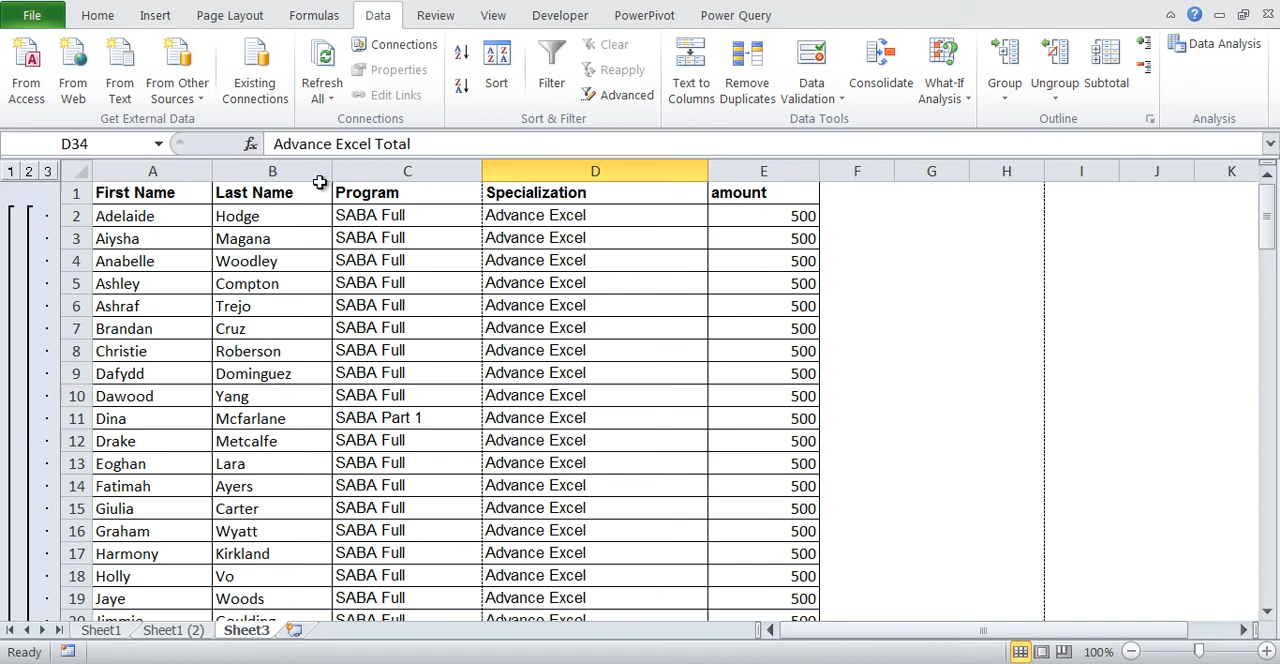 File Home Insert Page Layout Formulas Data Review View Developer PowerPivot Power Query
From Access
From Web
From Text
From Other Sources
Existing Connections
Get External Data
Refresh All
Connections
Properties
Edit Links
Connections
Sort
Filter
Clear
Reapply
Advanced
Sort & Filter
Text to Columns
Remove Duplicates
Data Validation
Consolidate
What-If Analysis
Data Tools
Group
Ungroup
Subtotal
Outline
Data Analysis
Analysis
D34 fx Advance Excel Total
1 2 3 A B C D E F G H I J K
1 First Name Last Name Program Specialization amount
2 Adelaide Hodge SABA Full Advance Excel 500
3 Aiysha Magana SABA Full Advance Excel 500
4 Anabelle Woodley SABA Full Advance Excel 500
5 Ashley Compton SABA Full Advance Excel 500
6 Ashraf Trejo SABA Full Advance Excel 500
7 Brandan Cruz SABA Full Advance Excel 500
8 Christie Roberson SABA Full Advance Excel 500
9 Dafydd Dominguez SABA Full Advance Excel 500
10 Dawood Yang SABA Full Advance Excel 500
11 Dina Mcfarlane SABA Part 1 Advance Excel 500
12 Drake Metcalfe SABA Full Advance Excel 500
13 Eoghan Lara SABA Full Advance Excel 500
14 Fatimah Ayers SABA Full Advance Excel 500
15 Giulia Carter SABA Full Advance Excel 500
16 Graham Wyatt SABA Full Advance Excel 500
17 Harmony Kirkland SABA Full Advance Excel 500
18 Holly Vo SABA Full Advance Excel 500
19 Jaye Woods SABA Full Advance Excel 500
Sheet1 Sheet1 (2) Sheet3
Ready 100%